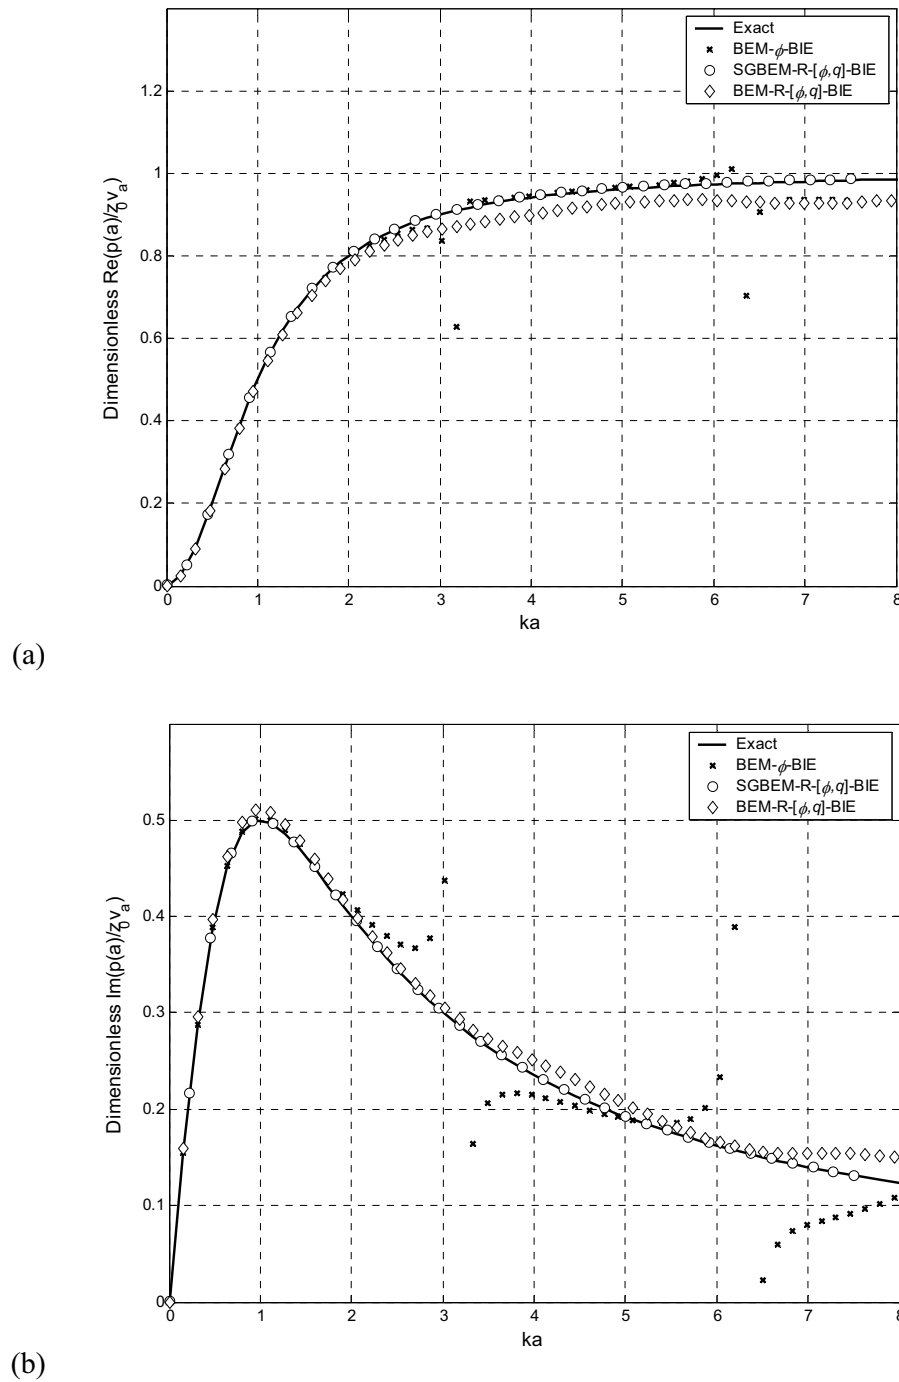 Exact
BEM-ϕ-BIE
SGBEM-R-[ϕ,q]-BIE
BEM-R-[ϕ,q]-BIE
1.2
1
0.8
0.6
0.4
0.2
0
Dimensionless Re(p(a)/z0va)
0 1 2 3 4 5 6 7 8
ka
(a)
Exact
BEM-ϕ-BIE
SGBEM-R-[ϕ,q]-BIE
BEM-R-[ϕ,q]-BIE
0.5
0.4
0.3
0.2
0.1
0
Dimensionless Im(p(a)/z0va)
0 1 2 3 4 5 6 7 8
ka
(b)